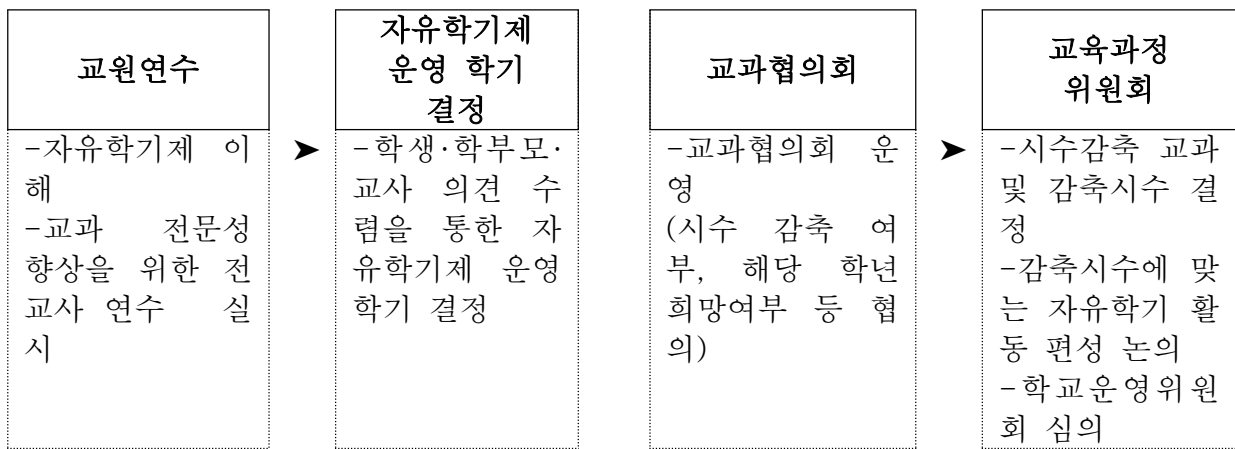 교원연수
-자유학기제 이
해
-교과 전문성
향상을 위한 전
교사 연수 실
시
➤
자유학기제
운영 학기
결정
-학생·학부모·
교사 의견 수
렴을 통한 자
유학기제 운영
학기 결정
교과협의회
-교과협의회 운
영
(시수 감축 여
부, 해당 학년
희망여부 등 협
의)
➤
교육과정
위원회
-시수감축 교과
및 감축시수 결
정
-감축시수에 맞
는 자유학기 활
동 편성 논의
-학교운영위원
회 심의